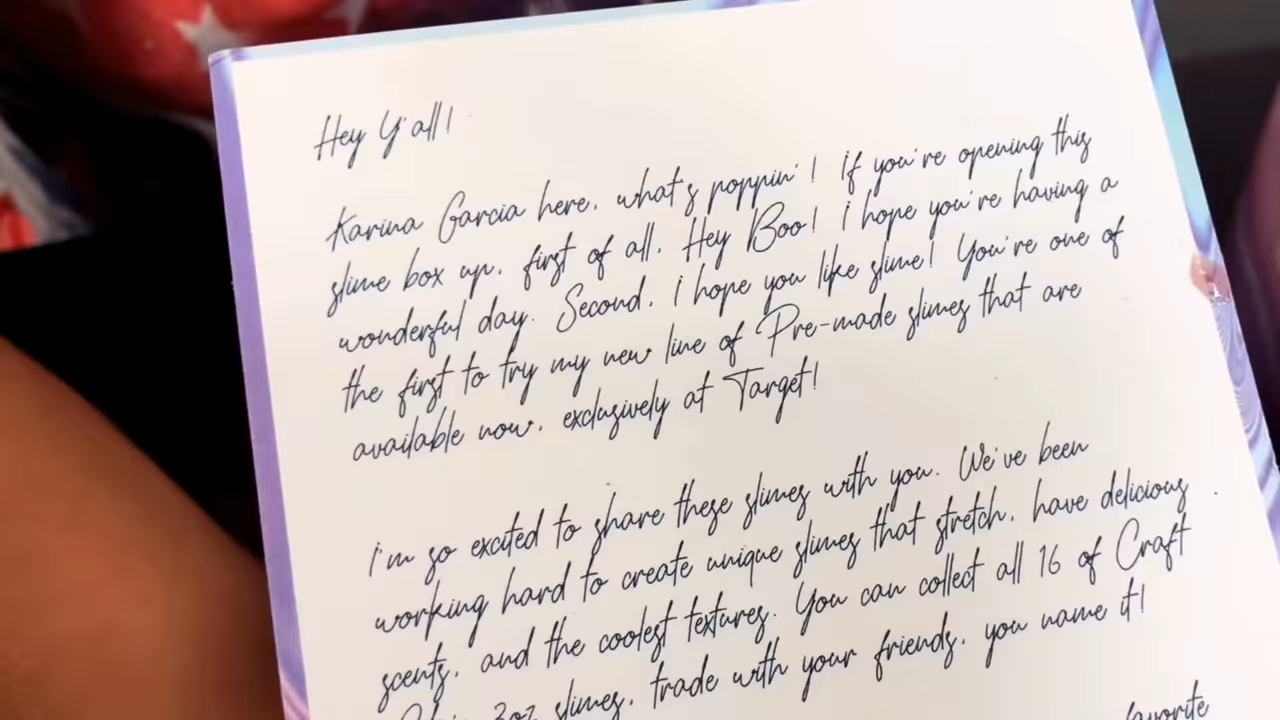 Hey Y'all!
Karina Garcia here, what's poppin'! If you're opening this
slime box up, first of all, Hey Boo! I hope you're having a
wonderful day. Second, I hope you like slime! You're one of
the first to try my new line of Pre-made slimes that are
available now, exclusively at Target!
I'm so excited to share these slimes with you. We've been
working hard to create unique slimes that stretch, have delicious
scents, and the coolest textures. You can collect all 16 of Craft
3oz slimes, trade with your friends, you name it!
favorite